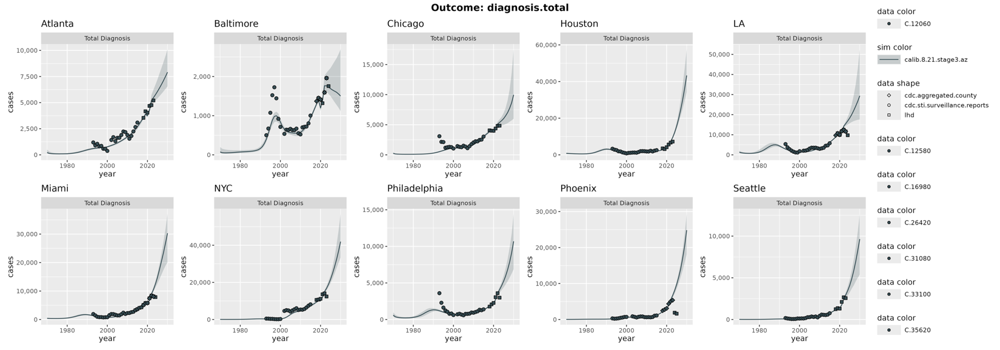 Outcome: diagnosis.total
Atlanta
Total Diagnosis
10,000
7,500
5,000
2,500
0
cases
1980
2000
2020
year
Baltimore
Total Diagnosis
2,000
1,000
0
cases
1980
2000
2020
year
Chicago
Total Diagnosis
15,000
10,000
5,000
0
cases
1980
2000
2020
year
Houston
Total Diagnosis
60,000
40,000
20,000
0
cases
1980
2000
2020
year
LA
Total Diagnosis
50,000
40,000
30,000
20,000
10,000
0
cases
1980
2000
2020
year
Miami
Total Diagnosis
30,000
20,000
10,000
0
cases
1980
2000
2020
year
NYC
Total Diagnosis
40,000
20,000
0
cases
1980
2000
2020
year
Philadelphia
Total Diagnosis
15,000
10,000
5,000
0
cases
1980
2000
2020
year
Phoenix
Total Diagnosis
30,000
20,000
10,000
0
cases
1980
2000
2020
year
Seattle
Total Diagnosis
10,000
5,000
0
cases
1980
2000
2020
year
data color
C.12060
sim color
calib.8.21.stage3.az
data shape
cdc.aggregated.county
cdc.sti.surveillance.reports
lhd
data color
C.12580
data color
C.16980
data color
C.26420
data color
C.31080
data color
C.33100
data color
C.35620